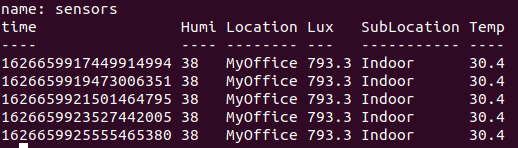 name: sensors
time                Humi Location Lux   SubLocation Temp
----                ---- -------- ---   ----------- ----
1626659917449914994 38   MyOffice 793.3 Indoor      30.4
1626659919473006351 38   MyOffice 793.3 Indoor      30.4
1626659921501464795 38   MyOffice 793.3 Indoor      30.4
1626659923527442005 38   MyOffice 793.3 Indoor      30.4
1626659925555465380 38   MyOffice 793.3 Indoor      30.4